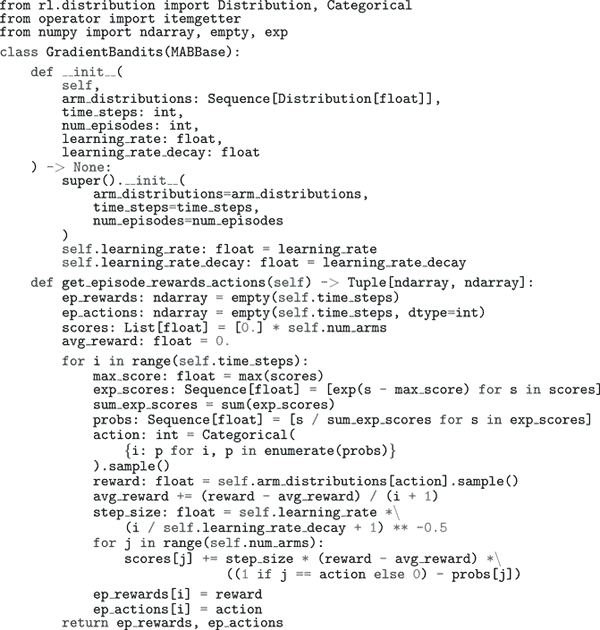 from rl.distribution import Distribution, Categorical
from operator import itemgetter
from numpy import ndarray, empty, exp
class GradientBandits(MABBase):
    def __init__(
        self,
        arm_distributions: Sequence[Distribution[float]],
        time_steps: int,
        num_episodes: int,
        learning_rate: float,
        learning_rate_decay: float
    ) -> None:
        super().__init__(
            arm_distributions=arm_distributions,
            time_steps=time_steps,
            num_episodes=num_episodes
        )
        self.learning_rate: float = learning_rate
        self.learning_rate_decay: float = learning_rate_decay
    def get_episode_rewards_actions(self) -> Tuple[ndarray, ndarray]:
        ep_rewards: ndarray = empty(self.time_steps)
        ep_actions: ndarray = empty(self.time_steps, dtype=int)
        scores: List[float] = [0.] * self.num_arms
        avg_reward: float = 0.
        for i in range(self.time_steps):
            max_score: float = max(scores)
            exp_scores: Sequence[float] = [exp(s - max_score) for s in scores]
            sum_exp_scores = sum(exp_scores)
            probs: Sequence[float] = [s / sum_exp_scores for s in exp_scores]
            action: int = Categorical(
                {i: p for i, p in enumerate(probs)}
            ).sample()
            reward: float = self.arm_distributions[action].sample()
            avg_reward += (reward - avg_reward) / (i + 1)
            step_size: float = self.learning_rate *\
                (i / self.learning_rate_decay + 1) ** -0.5
            for j in range(self.num_arms):
                scores[j] += step_size * (reward - avg_reward) *\
                             ((1 if j == action else 0) - probs[j])
            ep_rewards[i] = reward
            ep_actions[i] = action
        return ep_rewards, ep_actions